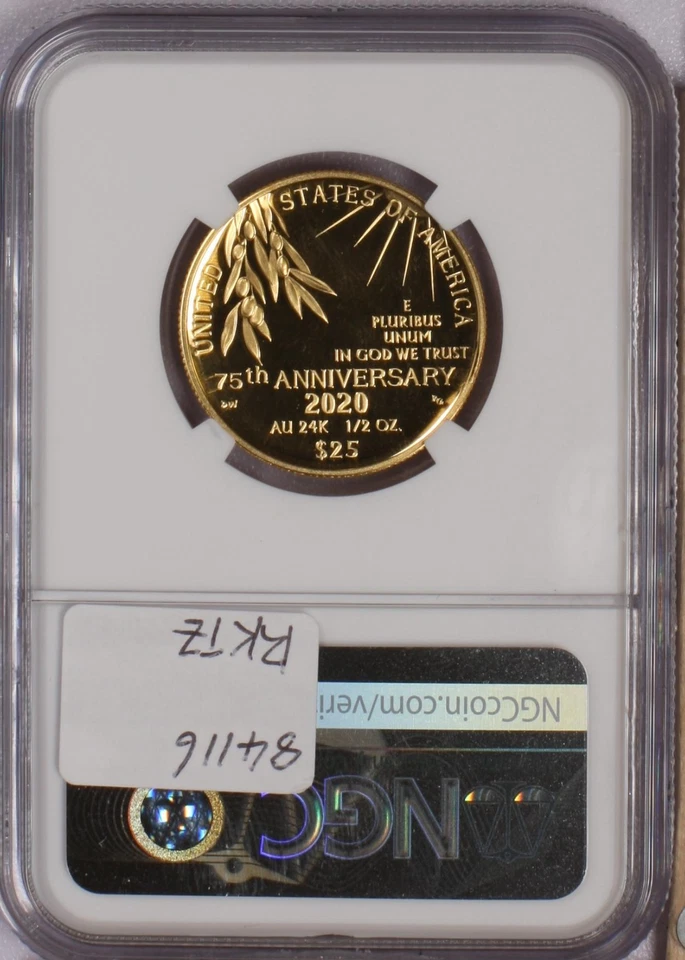 UNITED STATES OF AMERICA
E
PLURIBUS
UNUM
IN GOD WE TRUST
75th ANNIVERSARY
2020
AU 24K 1/2 OZ.
$25
RKTZ
84116
NGCcoin.com/veri
NGC